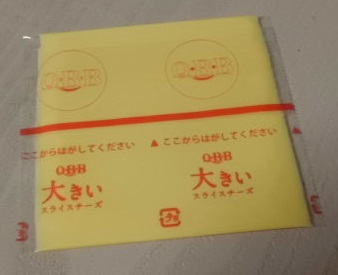 Q·B·B Q·B·B
ここからはがしてください ▲ ここからはがしてください ▲
QBB QBB
大きい 大きい
スライスチーズ スライスチーズ
プラ